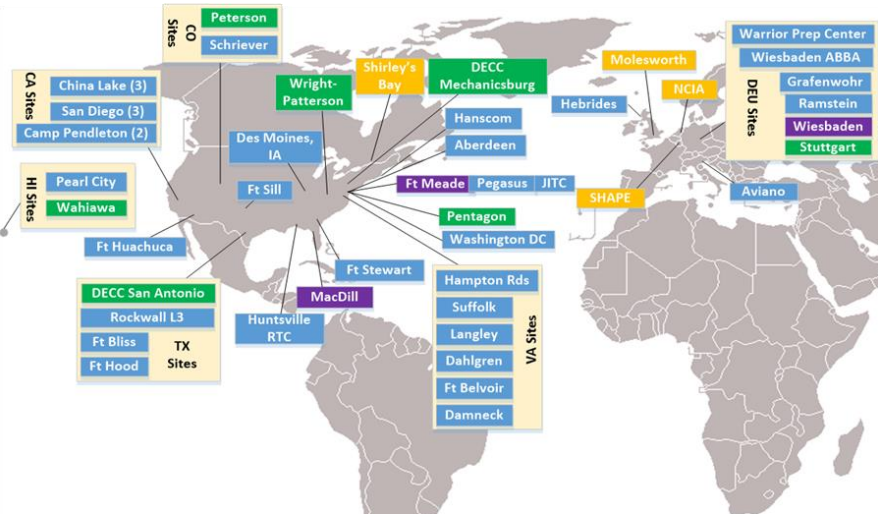 CO
Sites
Peterson
Schriever
CA Sites
China Lake (3)
San Diego (3)
Camp Pendleton (2)
HI Sites
Pearl City
Wahiawa
Ft Huachuca
Des Moines,
IA
Ft Sill
Wright-
Patterson
Shirley's
Bay
DECC
Mechanicsburg
Hanscom
Aberdeen
Ft Meade
Pegasus
JITC
Pentagon
Washington DC
DECC San Antonio
Rockwall L3
Ft Bliss
Ft Hood
TX
Sites
Huntsville
RTC
MacDill
Ft Stewart
Hampton Rds
Suffolk
Langley
Dahlgren
Ft Belvoir
Damneck
VA Sites
Molesworth
Hebrides
NCIA
SHAPE
Aviano
DEU Sites
Warrior Prep Center
Wiesbaden ABBA
Grafenwohr
Ramstein
Wiesbaden
Stuttgart